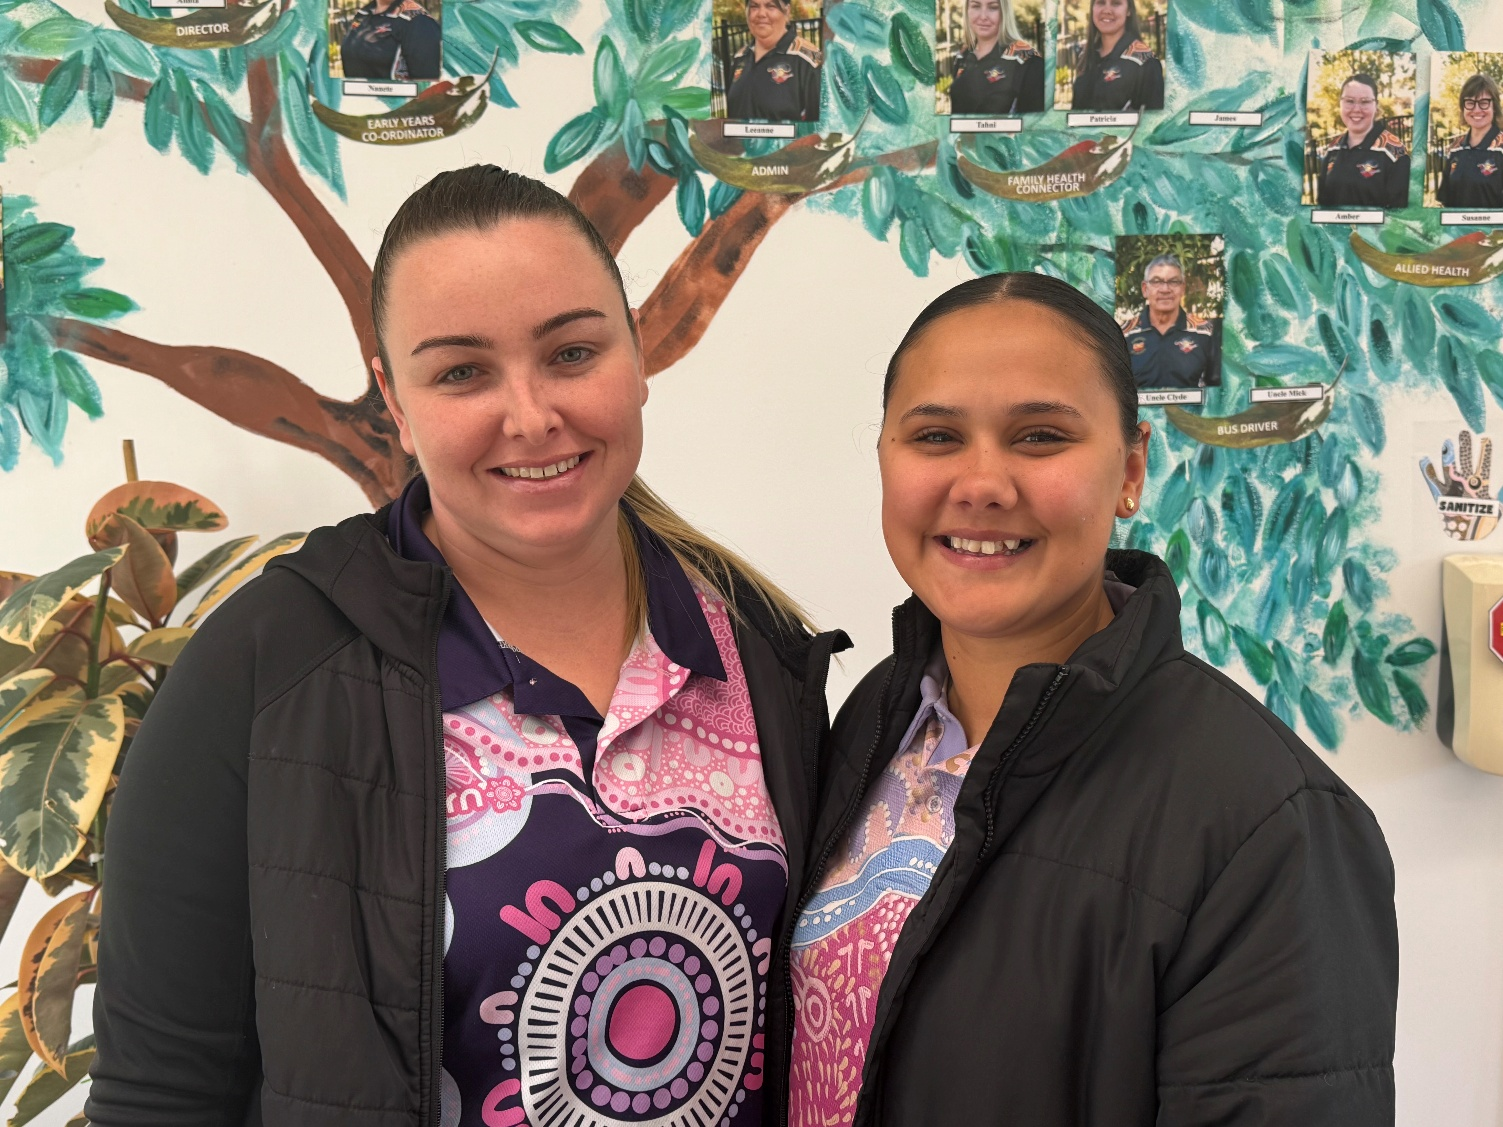 DIRECTOR
Nanete
EARLY YEARS
CO-ORDINATOR
Leeanne
ADMIN
Tahni
Patricia
FAMILY HEALTH
CONNECTOR
James
Amber
Susanne
ALLIED HEALTH
Uncle Clyde
Uncle Mick
BUS DRIVER
SANITIZE